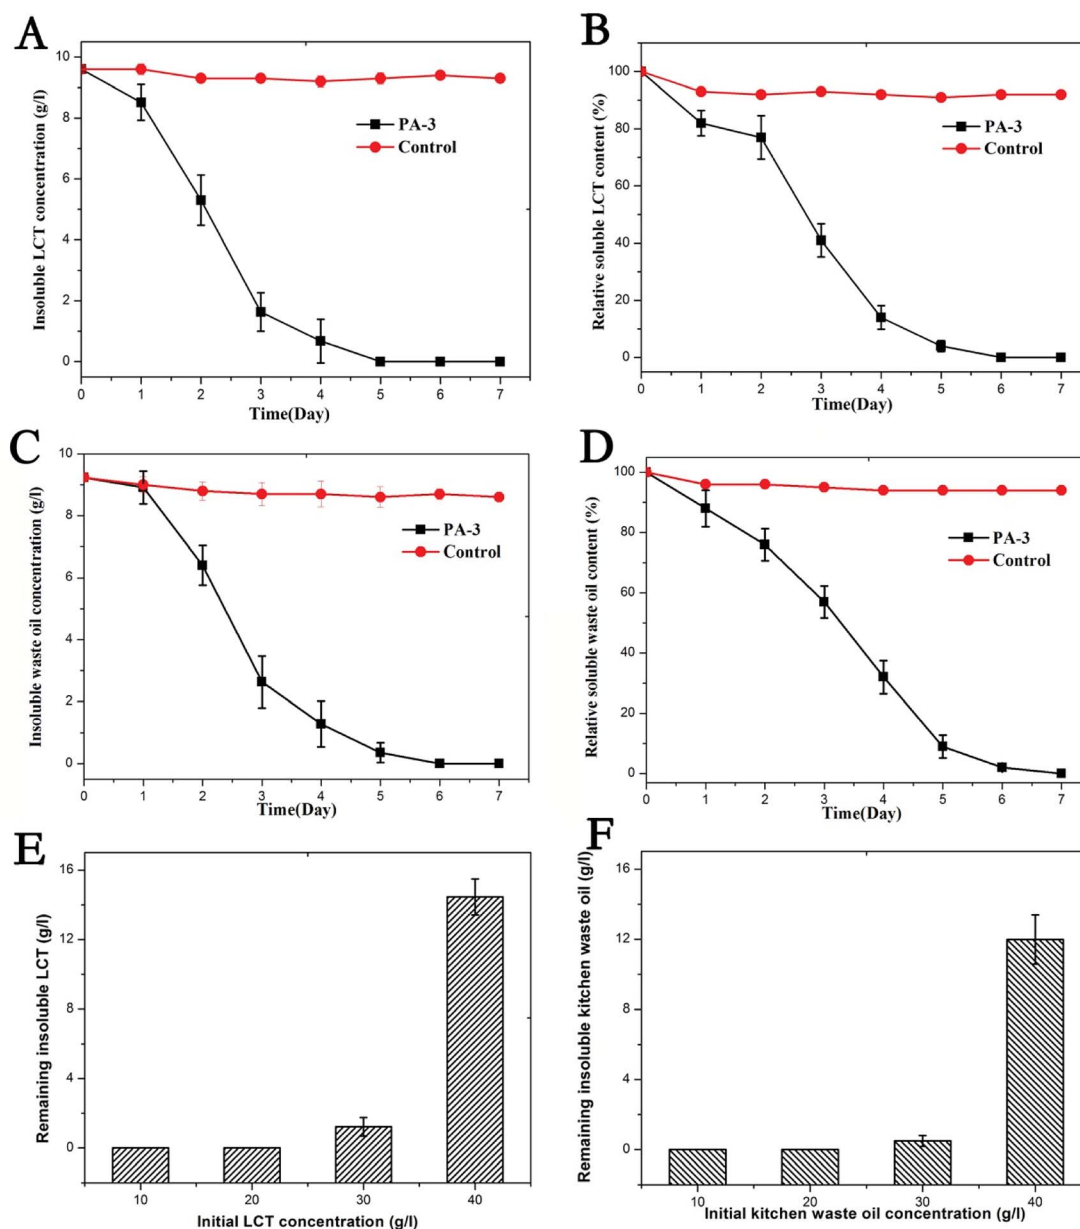 A
Insoluble LCT concentration (g/l)
10
8
6
4
2
0
PA-3
Control
0 1 2 3 4 5 6 7
Time(Day)
B
Relative soluble LCT content (%)
100
80
60
40
20
0
PA-3
Control
0 1 2 3 4 5 6 7
Time(Day)
C
Insoluble waste oil concentration (g/l)
10
8
6
4
2
0
PA-3
Control
0 1 2 3 4 5 6 7
Time(Day)
D
Relative soluble waste oil content (%)
100
80
60
40
20
0
PA-3
Control
0 1 2 3 4 5 6 7
Time(Day)
E
Remaining insoluble LCT (g/l)
16
12
8
4
0
10 20 30 40
Initial LCT concentration (g/l)
F
Remaining insoluble kitchen waste oil (g/l)
16
12
8
4
0
10 20 30 40
Initial kitchen waste oil concentration (g/l)